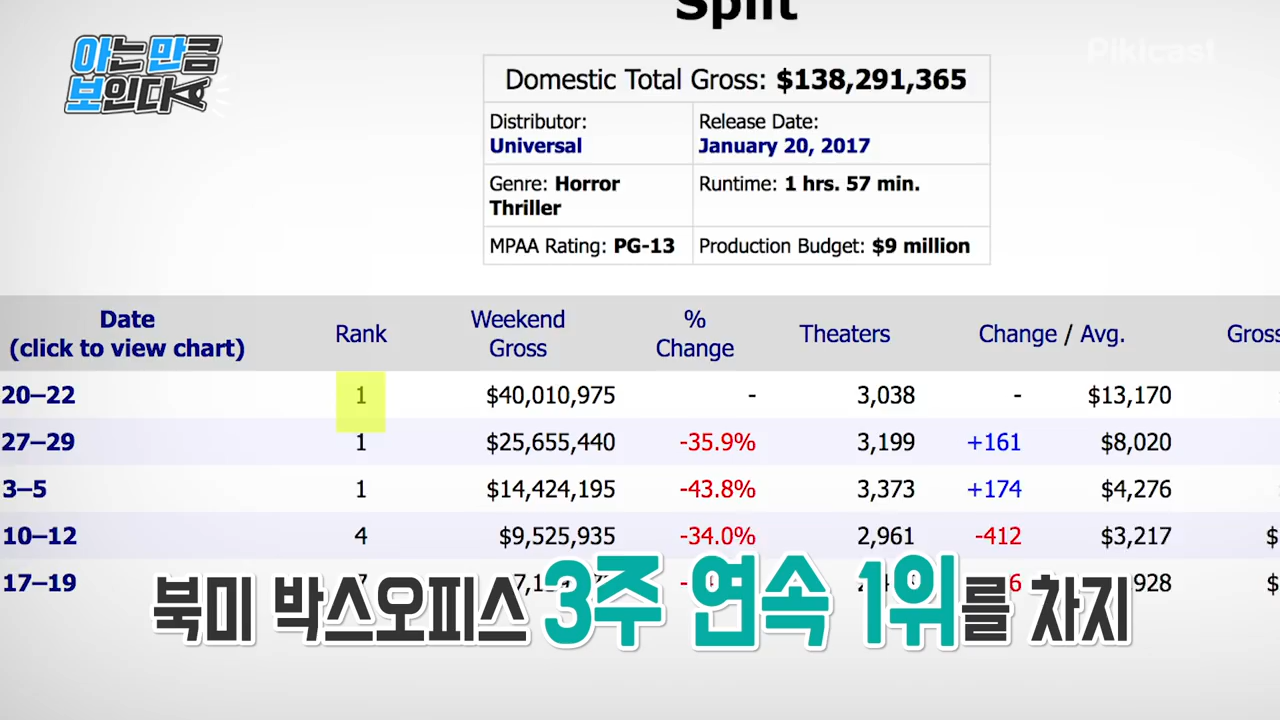 Split
아는 만큼
보인다
Pikicast
Domestic Total Gross: $138,291,365
Distributor: Release Date:
Universal January 20, 2017
Genre: Horror Runtime: 1 hrs. 57 min.
Thriller
MPAA Rating: PG-13 Production Budget: $9 million
Date Rank Weekend % Theaters Change / Avg. Gross
(click to view chart) Gross Change
20–22 1 $40,010,975 - 3,038 - $13,170
27–29 1 $25,655,440 -35.9% 3,199 +161 $8,020
3–5 1 $14,424,195 -43.8% 3,373 +174 $4,276
10–12 4 $9,525,935 -34.0% 2,961 -412 $3,217 $
17–19 $
북미 박스오피스 3주 연속 1위를 차지